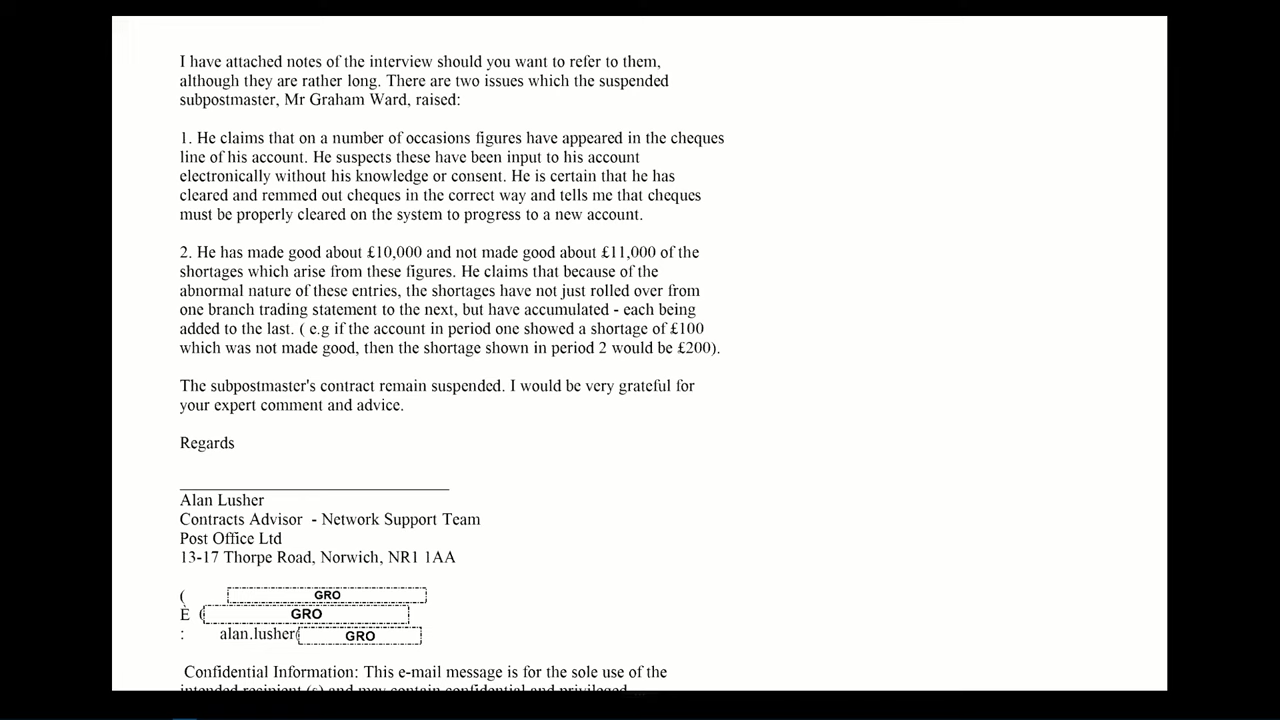 I have attached notes of the interview should you want to refer to them,
although they are rather long. There are two issues which the suspended
subpostmaster, Mr Graham Ward, raised:
1. He claims that on a number of occasions figures have appeared in the cheques
line of his account. He suspects these have been input to his account
electronically without his knowledge or consent. He is certain that he has
cleared and remmed out cheques in the correct way and tells me that cheques
must be properly cleared on the system to progress to a new account.
2. He has made good about £10,000 and not made good about £11,000 of the
shortages which arise from these figures. He claims that because of the
abnormal nature of these entries, the shortages have not just rolled over from
one branch trading statement to the next, but have accumulated - each being
added to the last. ( e.g if the account in period one showed a shortage of £100
which was not made good, then the shortage shown in period 2 would be £200).
The subpostmaster's contract remain suspended. I would be very grateful for
your expert comment and advice.
Regards
Alan Lusher
Contracts Advisor - Network Support Team
Post Office Ltd
13-17 Thorpe Road, Norwich, NR1 1AA
( GRO
È ( GRO
: alan.lusher( GRO
Confidential Information: This e-mail message is for the sole use of the
intended recipient (s) and may contain confidential and privileged